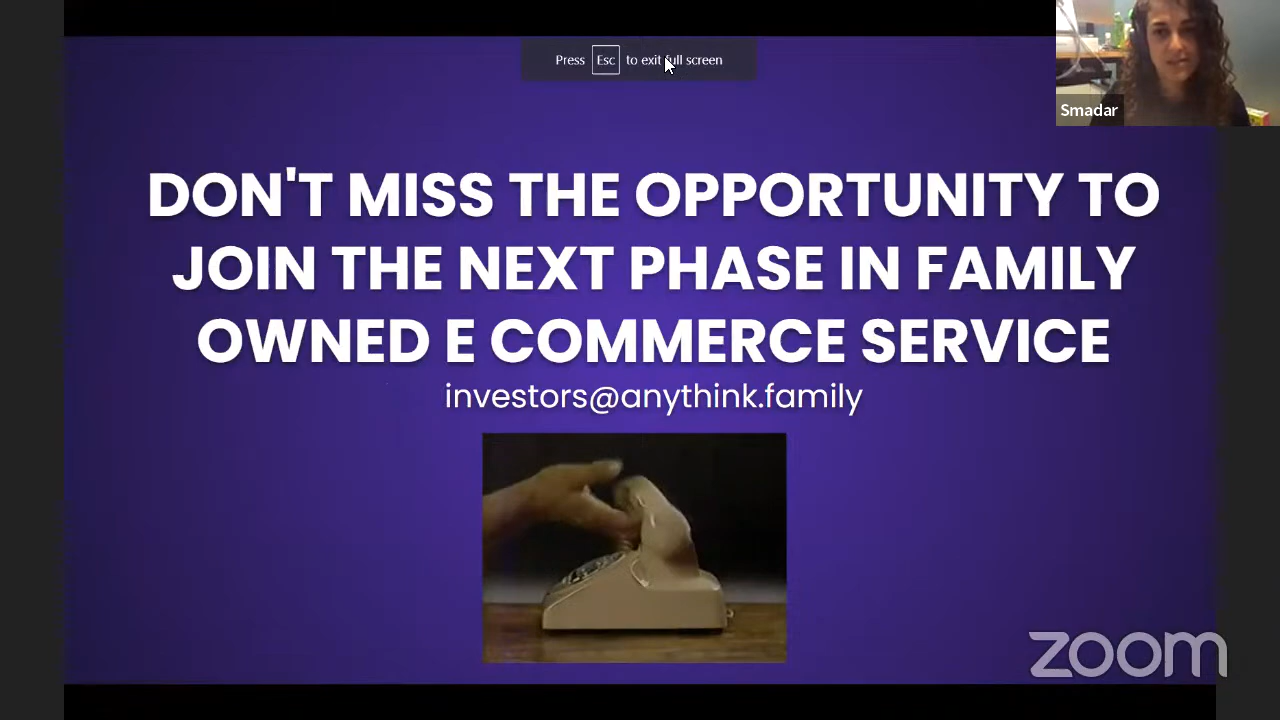 Press Esc to exit full screen
Smadar
DON'T MISS THE OPPORTUNITY TO
JOIN THE NEXT PHASE IN FAMILY
OWNED E COMMERCE SERVICE
investors@anythink.family
zoom